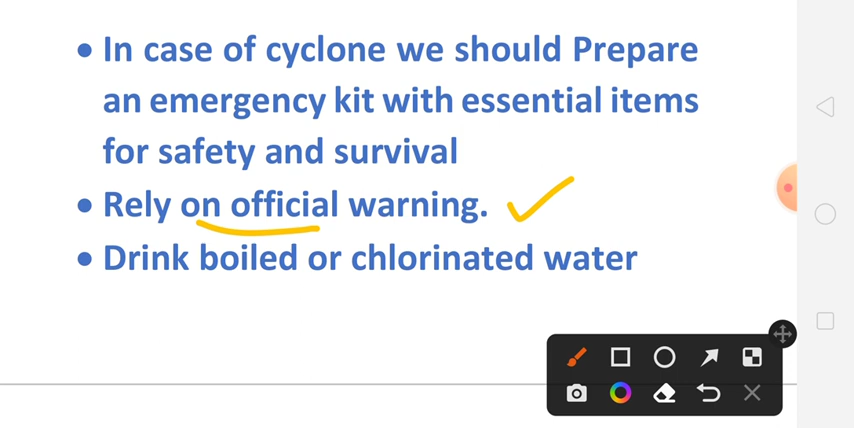 • In case of cyclone we should Prepare
an emergency kit with essential items
for safety and survival
• Rely on official warning.
• Drink boiled or chlorinated water